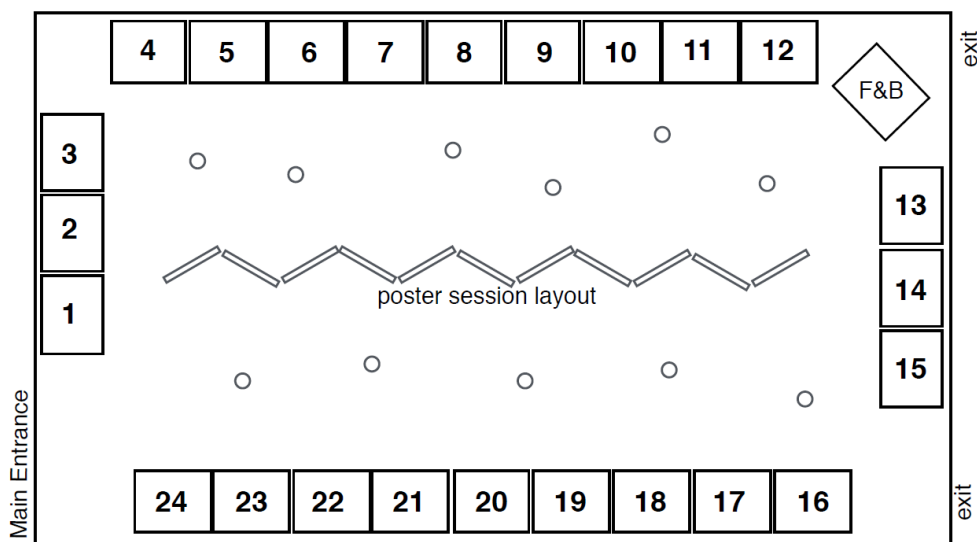 4 5 6 7 8 9 10 11 12
exit
F&B
3
13
2
14
poster session layout
1
15
Main Entrance
24 23 22 21 20 19 18 17 16
exit